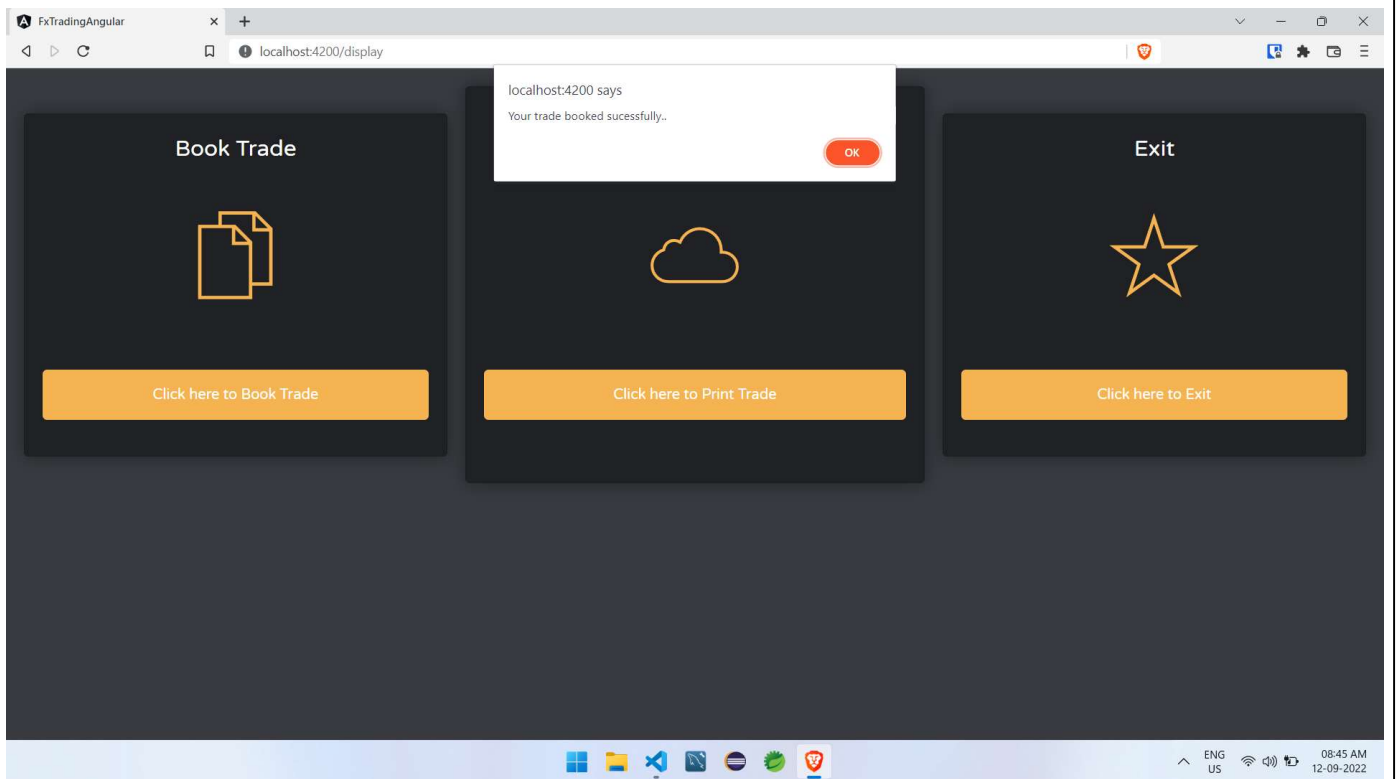 FxTradingAngular
localhost:4200/display
localhost:4200 says
Your trade booked sucessfully..
OK
Book Trade
Exit
Click here to Book Trade
Click here to Print Trade
Click here to Exit
ENG
US
08:45 AM
12-09-2022